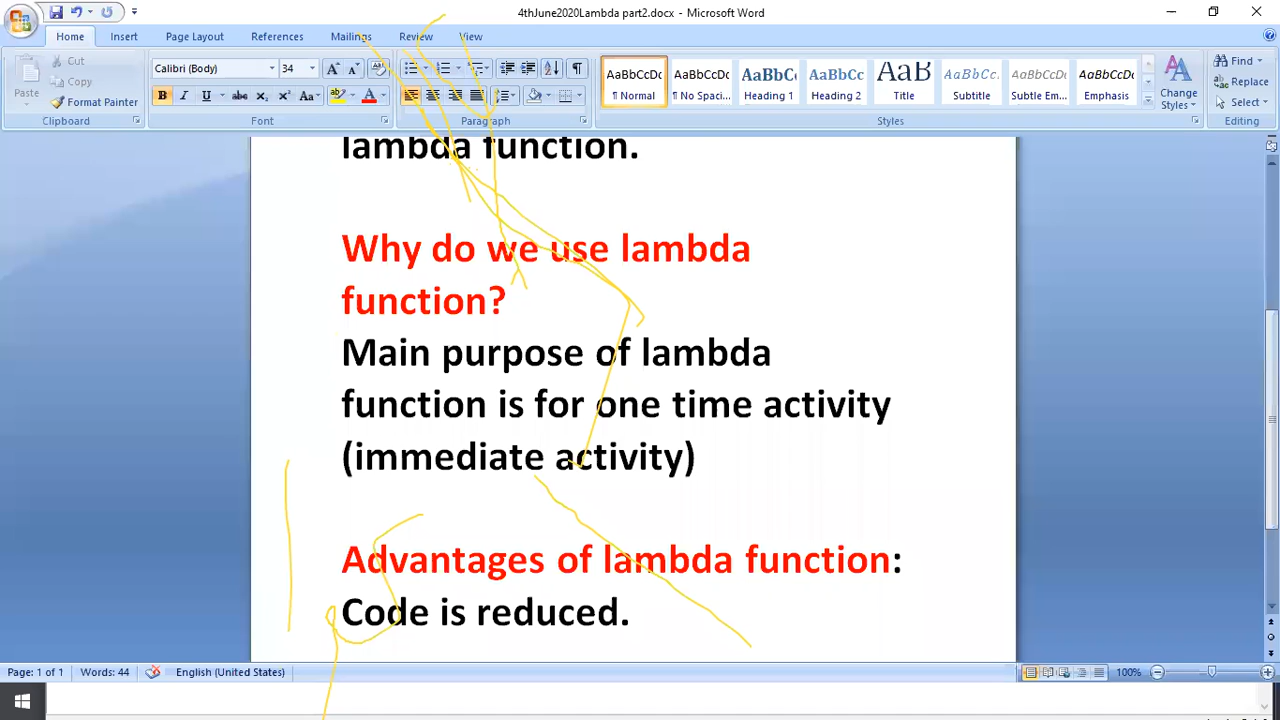 4thJune2020Lambda part2.docx - Microsoft Word
Home Insert Page Layout References Mailings Review View
Paste
Cut
Copy
Format Painter
Clipboard
Calibri (Body) 34
Font
Paragraph
AaBbCcDc AaBbCcDc AaBbCc AaBbCc AaB AaBbCc. AaBbCcDc AaBbCcDc
¶ Normal ¶ No Spaci... Heading 1 Heading 2 Title Subtitle Subtle Em... Emphasis
Styles
Change Styles
Find
Replace
Select
Editing
lambda function.
Why do we use lambda
function?
Main purpose of lambda
function is for one time activity
(immediate activity)
Advantages of lambda function:
Code is reduced.
Page: 1 of 1 Words: 44 English (United States) 100%